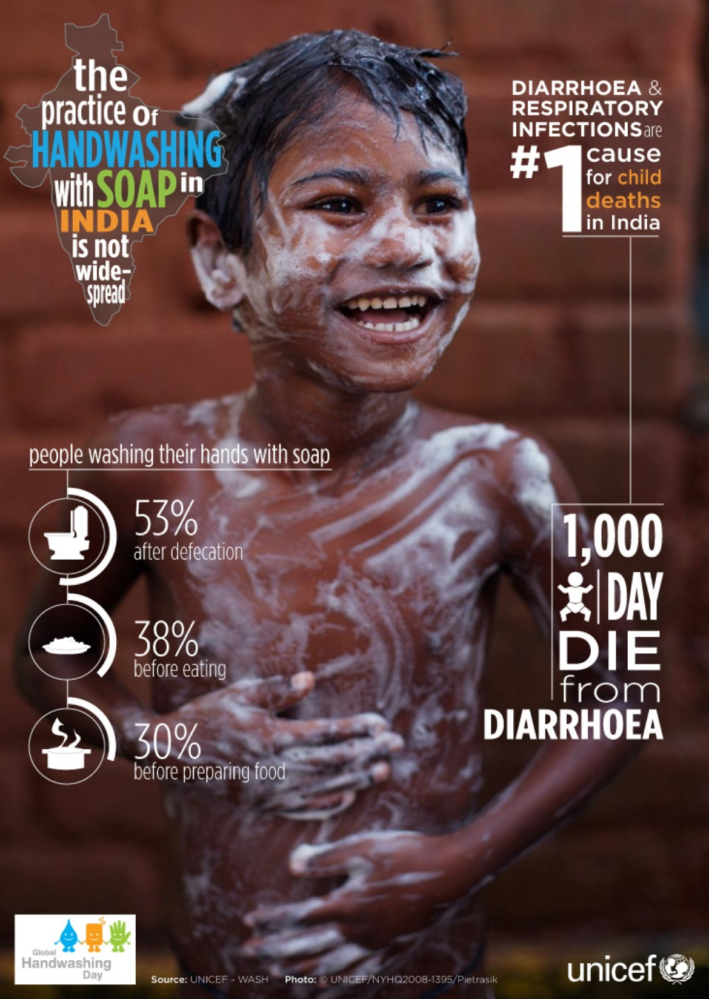 the
practice of
HANDWASHING
with SOAP in
INDIA
is not
wide-
spread
DIARRHOEA &
RESPIRATORY
INFECTIONS are
#1 cause
for child
deaths
in India
people washing their hands with soap
53%
after defecation
38%
before eating
30%
before preparing food
1,000
DAY
DIE
from
DIARRHOEA
Global
Handwashing
Day
Source: UNICEF - WASH Photo: © UNICEF/NYHQ2008-1395/Pietrasik
unicef